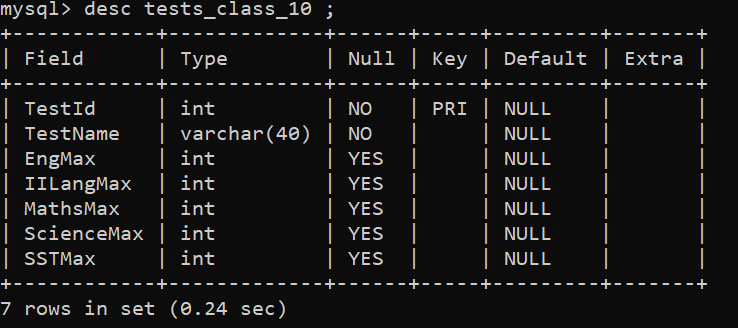 mysql> desc tests_class_10 ;
+------------+-------------+------+-----+---------+-------+
| Field      | Type        | Null | Key | Default | Extra |
+------------+-------------+------+-----+---------+-------+
| TestId     | int         | NO   | PRI | NULL    |       |
| TestName   | varchar(40) | NO   |     | NULL    |       |
| EngMax     | int         | YES  |     | NULL    |       |
| IILangMax  | int         | YES  |     | NULL    |       |
| MathsMax   | int         | YES  |     | NULL    |       |
| ScienceMax | int         | YES  |     | NULL    |       |
| SSTMax     | int         | YES  |     | NULL    |       |
+------------+-------------+------+-----+---------+-------+
7 rows in set (0.24 sec)